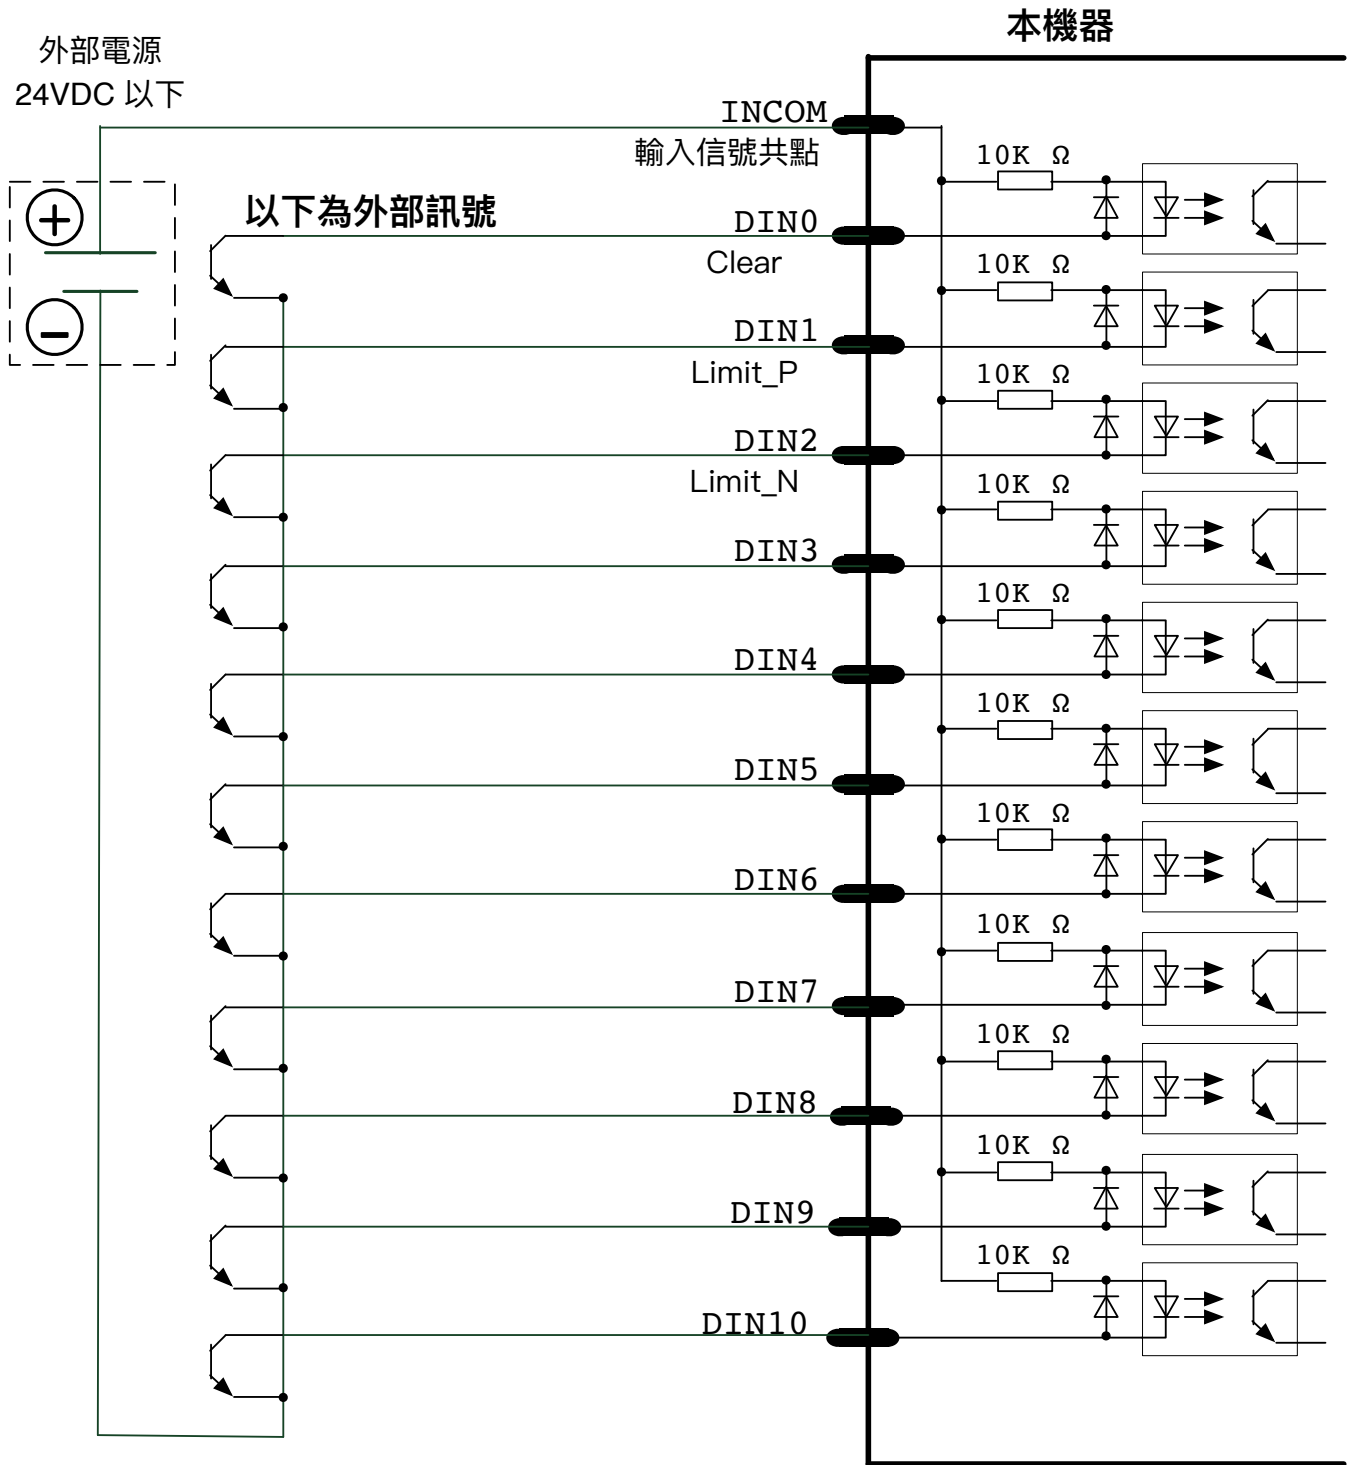 本機器
外部電源
24VDC 以下
INCOM
輸入信號共點
10K Ω
以下為外部訊號
DIN0
Clear
10K Ω
DIN1
Limit_P
10K Ω
DIN2
Limit_N
10K Ω
DIN3
10K Ω
DIN4
10K Ω
DIN5
10K Ω
DIN6
10K Ω
DIN7
10K Ω
DIN8
10K Ω
DIN9
10K Ω
DIN10